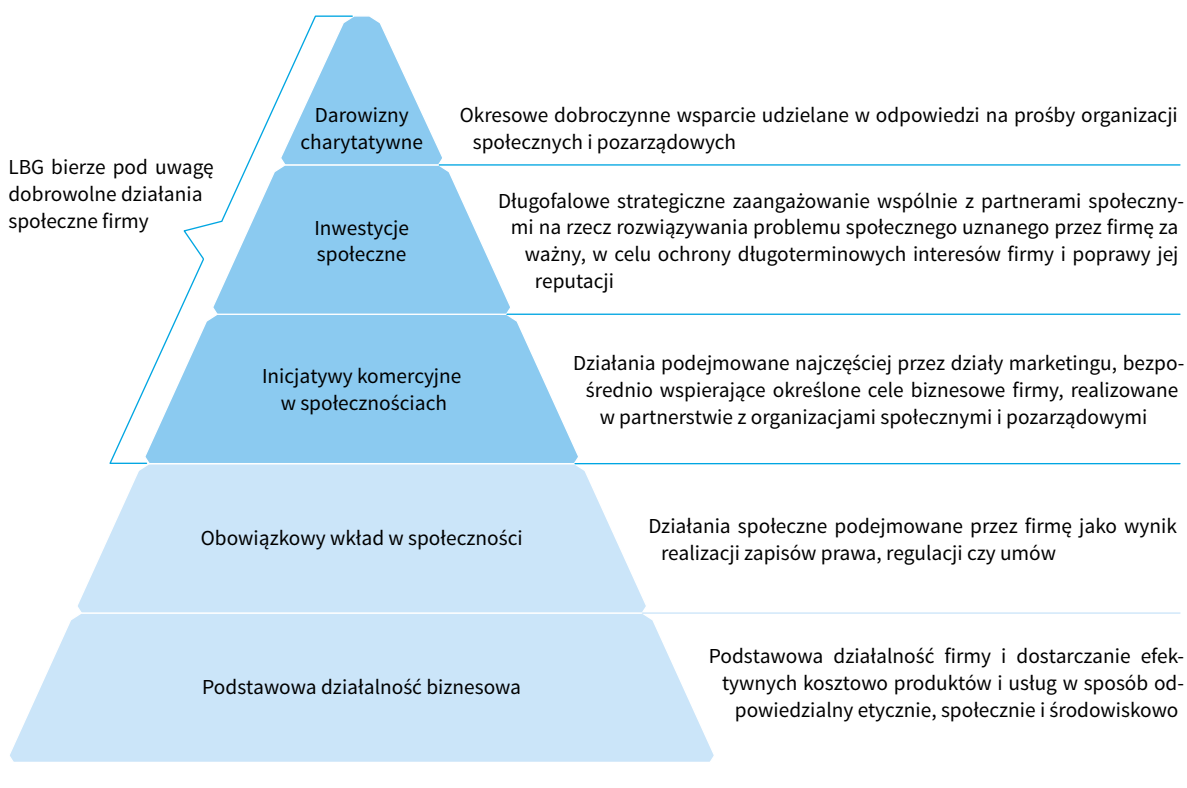 Darowizny
charytatywne
Okresowe dobroczynne wsparcie udzielane w odpowiedzi na prośby organizacji
społecznych i pozarządowych
LBG bierze pod uwagę
dobrowolne działania
społeczne firmy
Inwestycje
społeczne
Długofalowe strategiczne zaangażowanie wspólnie z partnerami społeczny-
mi na rzecz rozwiązywania problemu społecznego uznanego przez firmę za
ważny, w celu ochrony długoterminowych interesów firmy i poprawy jej
reputacji
Inicjatywy komercyjne
w społecznościach
Działania podejmowane najczęściej przez działy marketingu, bezpo-
średnio wspierające określone cele biznesowe firmy, realizowane
w partnerstwie z organizacjami społecznymi i pozarządowymi
Obowiązkowy wkład w społeczności
Działania społeczne podejmowane przez firmę jako wynik
realizacji zapisów prawa, regulacji czy umów
Podstawowa działalność biznesowa
Podstawowa działalność firmy i dostarczanie efek-
tywnych kosztowo produktów i usług w sposób od-
powiedzialny etycznie, społecznie i środowiskowo